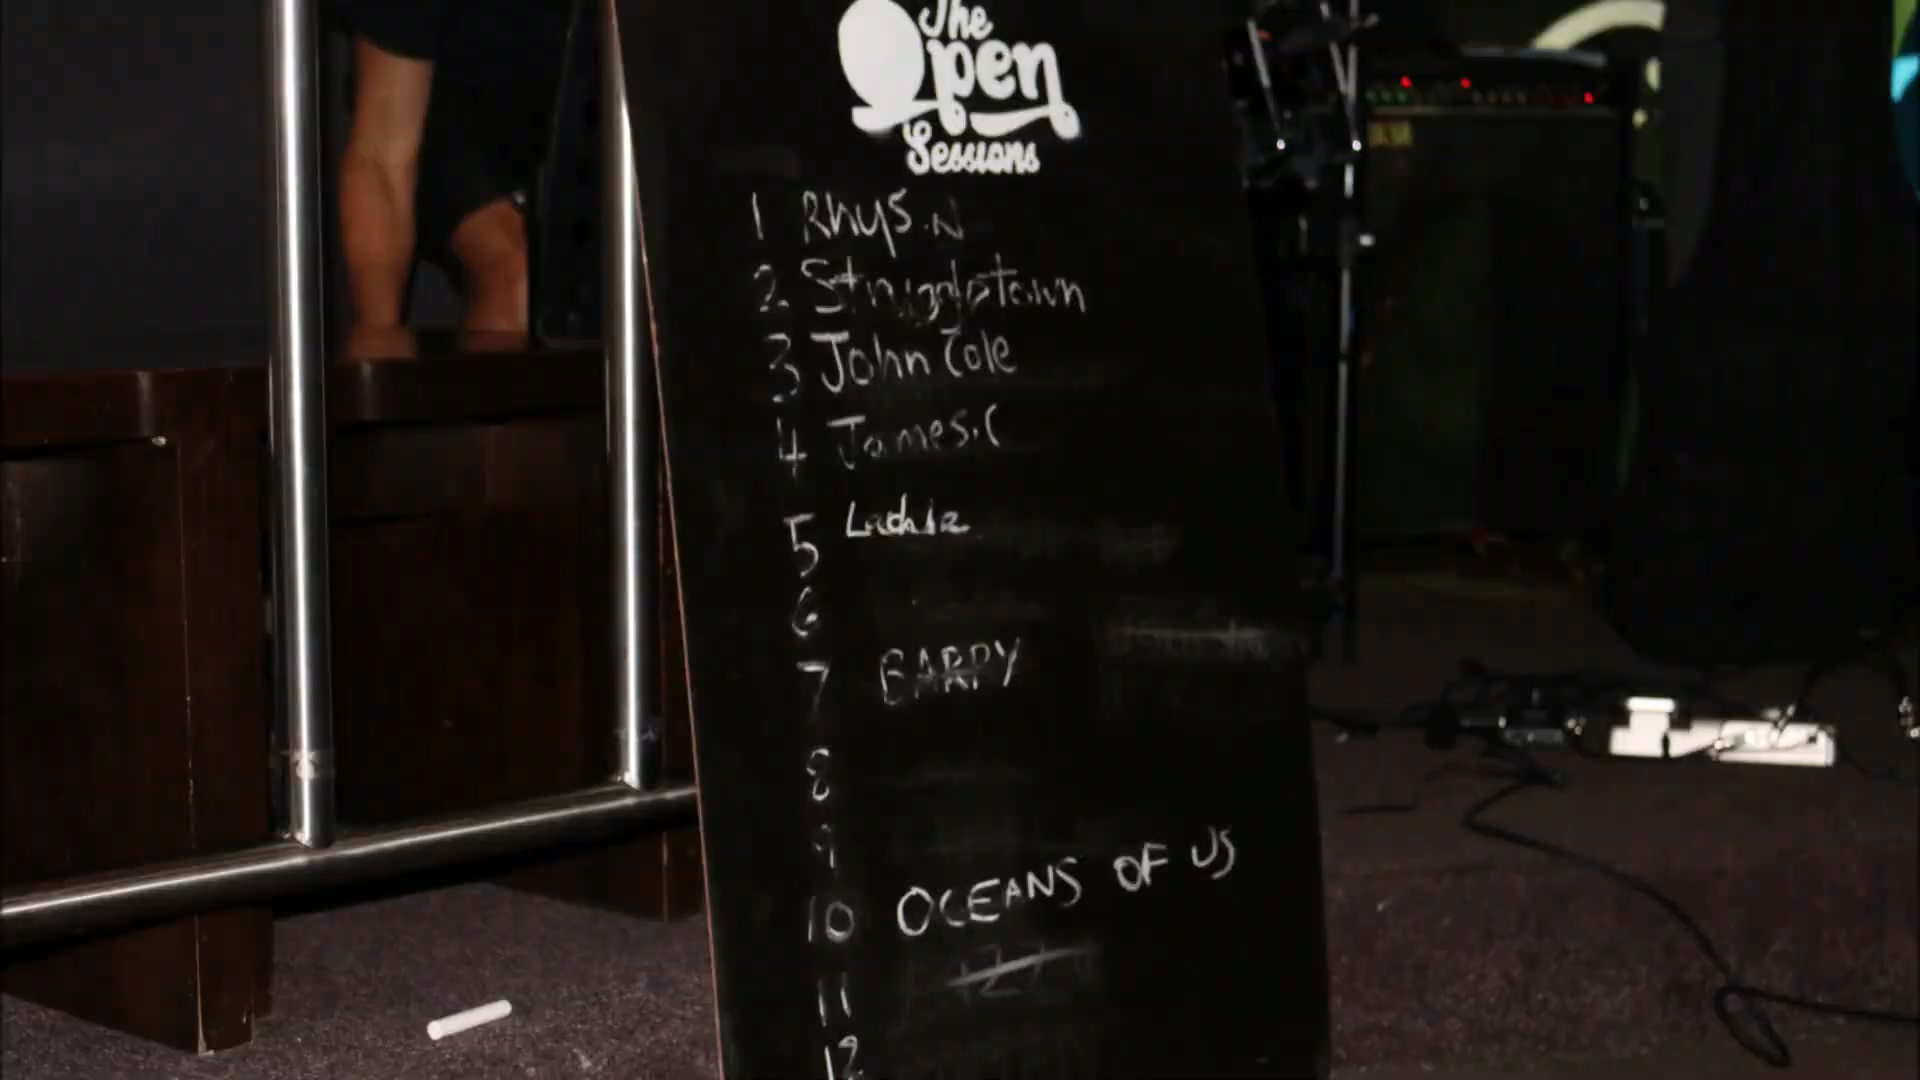 The
Open
Sessions
1 Rhys.N
2 Struggletown
3 John Cole
4 James.C
5 Lachie
6
7 BARRY
8
9
10 OCEANS OF US
11
12